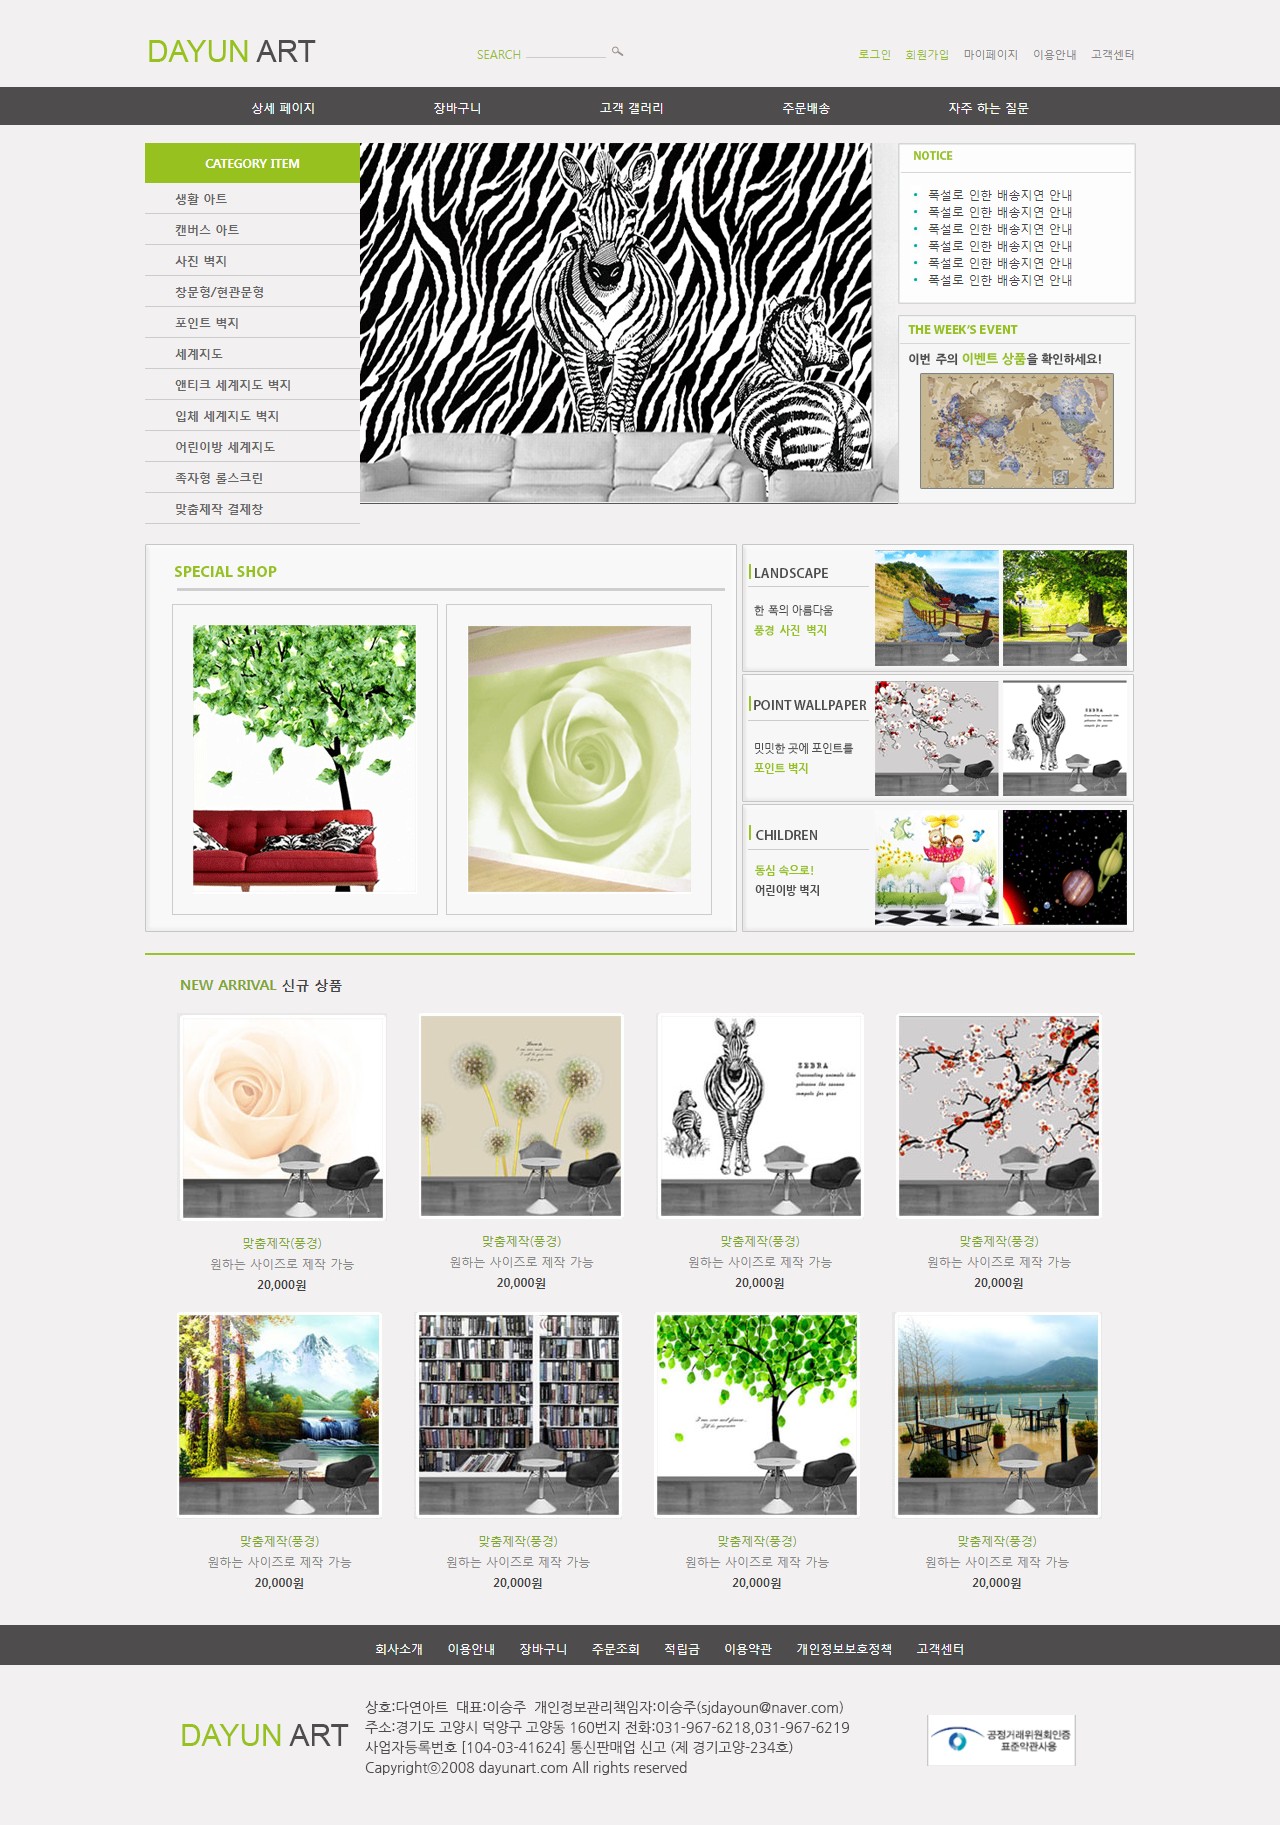 DAYUN ART
SEARCH
로그인 회원가입 마이페이지 이용안내 고객센터
상세 페이지 장바구니 고객 갤러리 주문배송 자주 하는 질문
CATEGORY ITEM
생활 아트
캔버스 아트
사진 벽지
창문형/현관문형
포인트 벽지
세계지도
앤티크 세계지도 벽지
입체 세계지도 벽지
어린이방 세계지도
족자형 롤스크린
맞춤제작 결제창
NOTICE
• 폭설로 인한 배송지연 안내
• 폭설로 인한 배송지연 안내
• 폭설로 인한 배송지연 안내
• 폭설로 인한 배송지연 안내
• 폭설로 인한 배송지연 안내
• 폭설로 인한 배송지연 안내
THE WEEK'S EVENT
이번 주의 이벤트 상품을 확인하세요!
SPECIAL SHOP
LANDSCAPE
한 폭의 아름다움
풍경 사진 벽지
POINT WALLPAPER
밋밋한 곳에 포인트를
포인트 벽지
ZEBRA
CHILDREN
동심 속으로!
어린이방 벽지
NEW ARRIVAL 신규 상품
ZEBRA
맞춤제작(풍경) 맞춤제작(풍경) 맞춤제작(풍경) 맞춤제작(풍경)
원하는 사이즈로 제작 가능 원하는 사이즈로 제작 가능 원하는 사이즈로 제작 가능 원하는 사이즈로 제작 가능
20,000원 20,000원 20,000원 20,000원
맞춤제작(풍경) 맞춤제작(풍경) 맞춤제작(풍경) 맞춤제작(풍경)
원하는 사이즈로 제작 가능 원하는 사이즈로 제작 가능 원하는 사이즈로 제작 가능 원하는 사이즈로 제작 가능
20,000원 20,000원 20,000원 20,000원
회사소개 이용안내 장바구니 주문조회 적립금 이용약관 개인정보보호정책 고객센터
DAYUN ART
상호:다연아트 대표:이승주 개인정보관리책임자:이승주(sjdayoun@naver.com)
주소:경기도 고양시 덕양구 고양동 160번지 전화:031-967-6218,031-967-6219
사업자등록번호 [104-03-41624] 통신판매업 신고 (제 경기고양-234호)
Capyrightⓒ2008 dayunart.com All rights reserved
공정거래위원회인증
표준약관사용